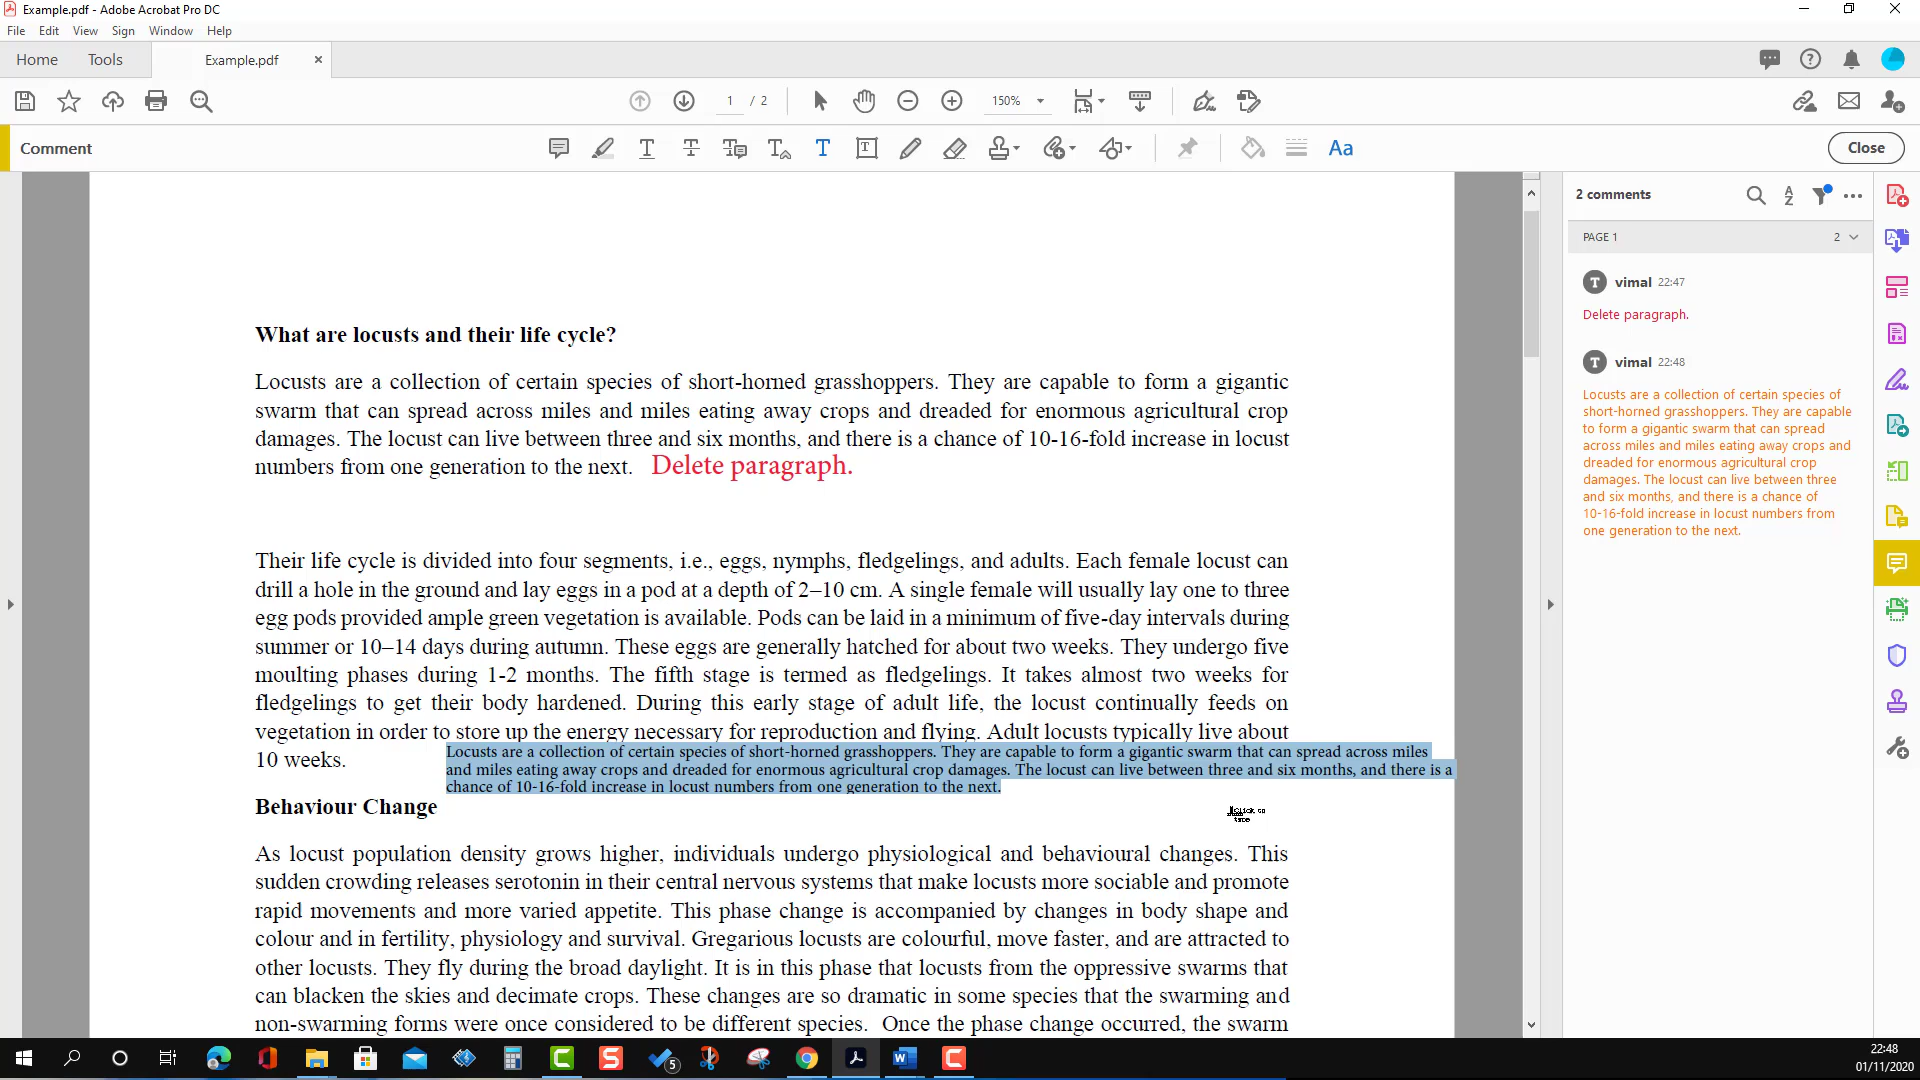 Example.pdf - Adobe Acrobat Pro DC
File Edit View Sign Window Help
Home Tools Example.pdf
1 / 2 150%
Comment Close
What are locusts and their life cycle?
Locusts are a collection of certain species of short-horned grasshoppers. They are capable to form a gigantic
swarm that can spread across miles and miles eating away crops and dreaded for enormous agricultural crop
damages. The locust can live between three and six months, and there is a chance of 10-16-fold increase in locust
numbers from one generation to the next. Delete paragraph.
Their life cycle is divided into four segments, i.e., eggs, nymphs, fledgelings, and adults. Each female locust can
drill a hole in the ground and lay eggs in a pod at a depth of 2–10 cm. A single female will usually lay one to three
egg pods provided ample green vegetation is available. Pods can be laid in a minimum of five-day intervals during
summer or 10–14 days during autumn. These eggs are generally hatched for about two weeks. They undergo five
moulting phases during 1-2 months. The fifth stage is termed as fledgelings. It takes almost two weeks for
fledgelings to get their body hardened. During this early stage of adult life, the locust continually feeds on
vegetation in order to store up the energy necessary for reproduction and flying. Adult locusts typically live about
10 weeks.
Locusts are a collection of certain species of short-horned grasshoppers. They are capable to form a gigantic swarm that can spread across miles
and miles eating away crops and dreaded for enormous agricultural crop damages. The locust can live between three and six months, and there is a
chance of 10-16-fold increase in locust numbers from one generation to the next.
Behaviour Change
Click to
type
As locust population density grows higher, individuals undergo physiological and behavioural changes. This
sudden crowding releases serotonin in their central nervous systems that make locusts more sociable and promote
rapid movements and more varied appetite. This phase change is accompanied by changes in body shape and
colour and in fertility, physiology and survival. Gregarious locusts are colourful, move faster, and are attracted to
other locusts. They fly during the broad daylight. It is in this phase that locusts from the oppressive swarms that
can blacken the skies and decimate crops. These changes are so dramatic in some species that the swarming and
non-swarming forms were once considered to be different species. Once the phase change occurred, the swarm
2 comments
PAGE 1 2
vimal 22:47
Delete paragraph.
vimal 22:48
Locusts are a collection of certain species of
short-horned grasshoppers. They are capable
to form a gigantic swarm that can spread
across miles and miles eating away crops and
dreaded for enormous agricultural crop
damages. The locust can live between three
and six months, and there is a chance of
10-16-fold increase in locust numbers from
one generation to the next.
5
22:48
01/11/2020